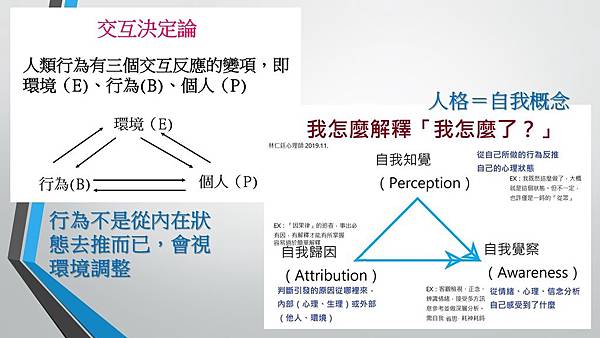 交互決定論
人類行為有三個交互反應的變項，即
環境（E)、行為(B)、個人（P)
環境（E)
行為(B)
個人（P)
行為不是從內在狀
態去推而已，會視
環境調整
人格＝自我概念
我怎麼解釋「我怎麼了？」
林仁廷心理師 2019.11.
自我知覺
（Perception）
從自己所做的行為反推
自己的心理狀態
EX：我既然這麼做了，大概
就是這個狀態。但不一定，
也許僅是一時的「從眾」
EX：「因果律」的追查，事出必
有因，有解釋才能有所掌握
容易過於簡單解釋
自我歸因
（Attribution）
判斷引發的原因從哪裡來，
內部（心理、生理）或外部
（他人、環境）
自我覺察
（Awareness）
從情緒、心理、信念分析
自己感受到了什麼
EX：客觀檢視，正念，
辨識情緒，接受多方訊
息參考並做深層分析。
需自我 省思 耗神耗時